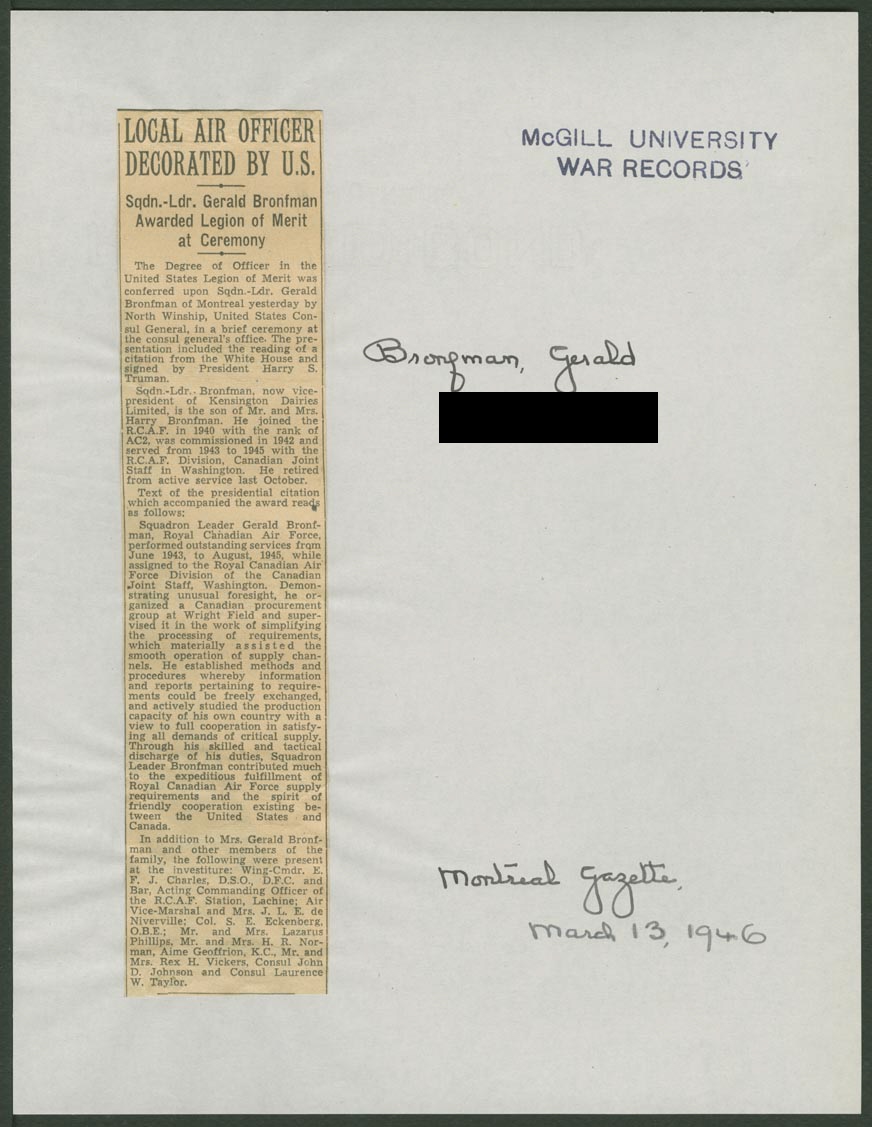 LOCAL AIR OFFICER
DECORATED BY U.S.
Sqdn.-Ldr. Gerald Bronfman
Awarded Legion of Merit
at Ceremony
The Degree of Officer in the
United States Legion of Merit was
conferred upon Sqdn.-Ldr. Gerald
Bronfman of Montreal yesterday by
North Winship, United States Con-
sul General, in a brief ceremony at
the consul general's office. The pre-
sentation included the reading of a
citation from the White House and
signed by President Harry S.
Truman.
Sqdn.-Ldr. Bronfman, now vice-
president of Kensington Dairies
Limited, is the son of Mr. and Mrs.
Harry Bronfman. He joined the
R.C.A.F. in 1940 with the rank of
AC2, was commissioned in 1942 and
served from 1943 to 1945 with the
R.C.A.F. Division, Canadian Joint
Staff in Washington. He retired
from active service last October.
Text of the presidential citation
which accompanied the award reads
as follows:
Squadron Leader Gerald Bronf-
man, Royal Canadian Air Force,
performed outstanding services from
June 1943, to August, 1945, while
assigned to the Royal Canadian Air
Force Division of the Canadian
Joint Staff, Washington. Demon-
strating unusual foresight, he or-
ganized a Canadian procurement
group at Wright Field and super-
vised it in the work of simplifying
the processing of requirements,
which materially assisted the
smooth operation of supply chan-
nels. He established methods and
procedures whereby information
and reports pertaining to require-
ments could be freely exchanged,
and actively studied the production
capacity of his own country with a
view to full cooperation in satisfy-
ing all demands of critical supply.
Through his skilled and tactical
discharge of his duties, Squadron
Leader Bronfman contributed much
to the expeditious fulfillment of
Royal Canadian Air Force supply
requirements and the spirit of
friendly cooperation existing be-
tween the United States and
Canada.
In addition to Mrs. Gerald Bronf-
man and other members of the
family, the following were present
at the investiture: Wing-Cmdr. E.
F. J. Charles, D.S.O., D.F.C. and
Bar, Acting Commanding Officer of
the R.C.A.F. Station, Lachine; Air
Vice-Marshal and Mrs. J. L. E. de
Niverville; Col. S. E. Eckenberg,
O.B.E.; Mr. and Mrs. Lazarus
Phillips, Mr. and Mrs. H. R. Nor-
man, Aime Geoffrion, K.C., Mr. and
Mrs. Rex H. Vickers, Consul John
D. Johnson and Consul Laurence
W. Taylor.
McGILL UNIVERSITY
WAR RECORDS
Bronfman, Gerald
Montreal Gazette,
March 13, 1946